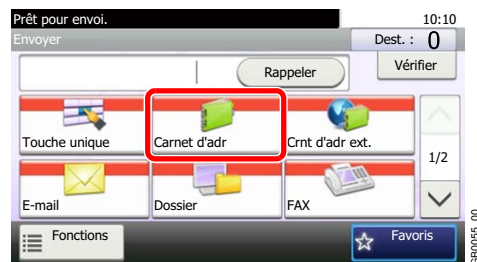 Prêt pour envoi. 10:10
Envoyer Dest. : 0
Rappeler Vérifier
Touche unique Carnet d'adr Crnt d'adr ext.
1/2
E-mail Dossier FAX
Fonctions Favoris
GB0055_00